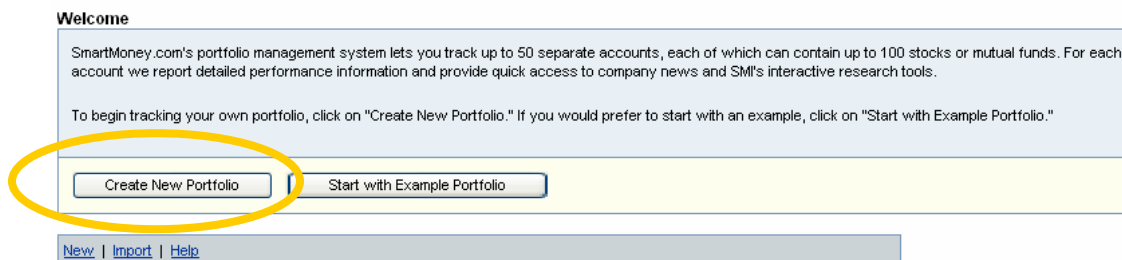 Welcome
SmartMoney.com's portfolio management system lets you track up to 50 separate accounts, each of which can contain up to 100 stocks or mutual funds. For each
account we report detailed performance information and provide quick access to company news and SMI's interactive research tools.
To begin tracking your own portfolio, click on "Create New Portfolio." If you would prefer to start with an example, click on "Start with Example Portfolio."
Create New Portfolio Start with Example Portfolio
New | Import | Help